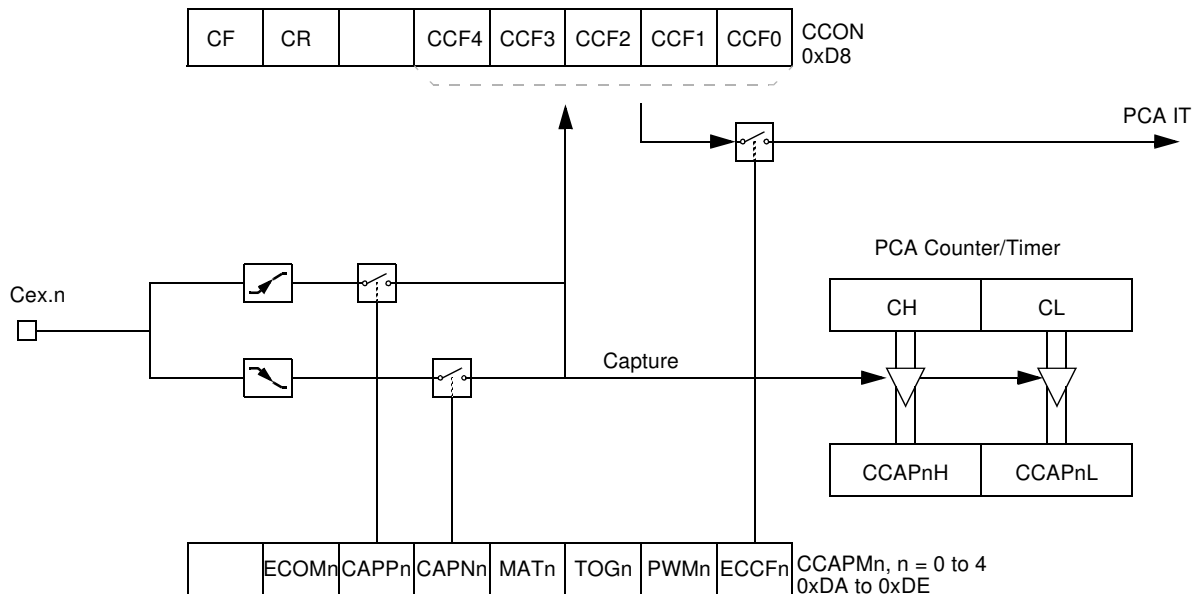 CF CR CCF4 CCF3 CCF2 CCF1 CCF0 CCON
0xD8
PCA IT
PCA Counter/Timer
Cex.n
CH CL
Capture
CCAPnH CCAPnL
ECOMn CAPPn CAPNn MATn TOGn PWMn ECCFn CCAPMn, n = 0 to 4
0xDA to 0xDE